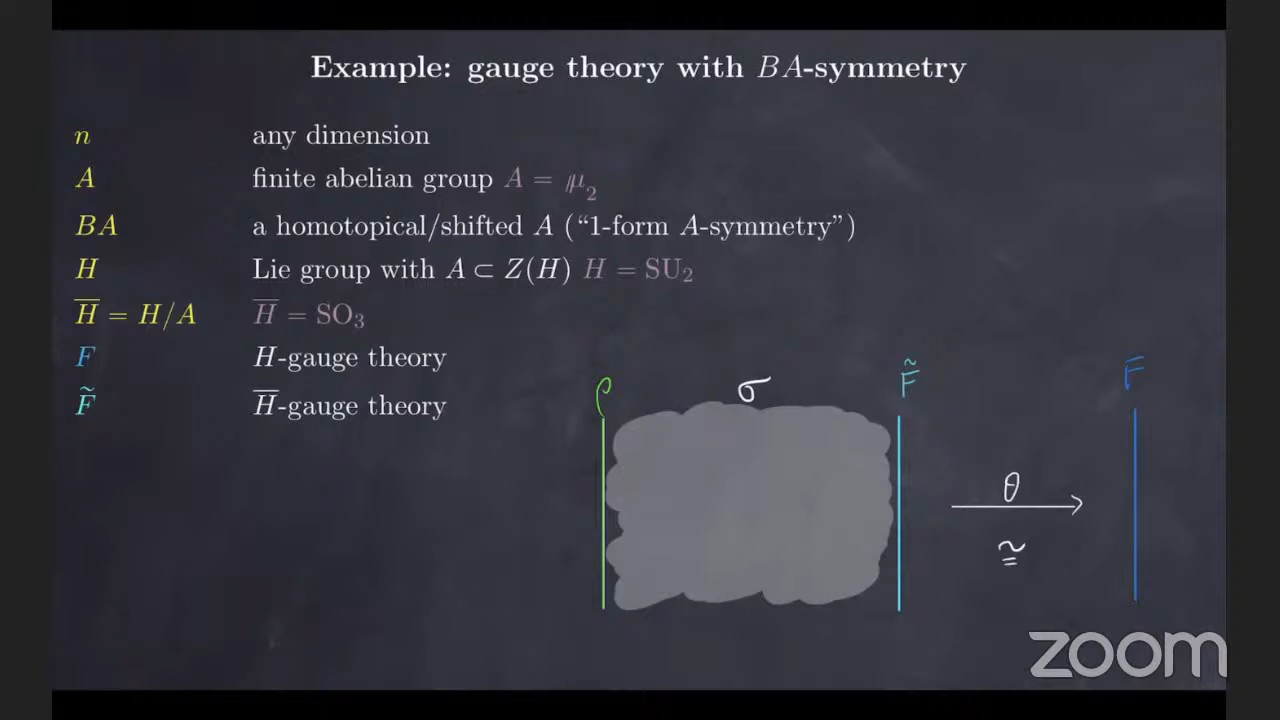 Example: gauge theory with BA-symmetry
n any dimension
A finite abelian group A = μ₂
BA a homotopical/shifted A (“1-form A-symmetry”)
H Lie group with A ⊂ Z(H) H = SU₂
H̅ = H/A H̅ = SO₃
F H-gauge theory
F̃ H̅-gauge theory
ρ σ F̃ F
θ
≅
zoom